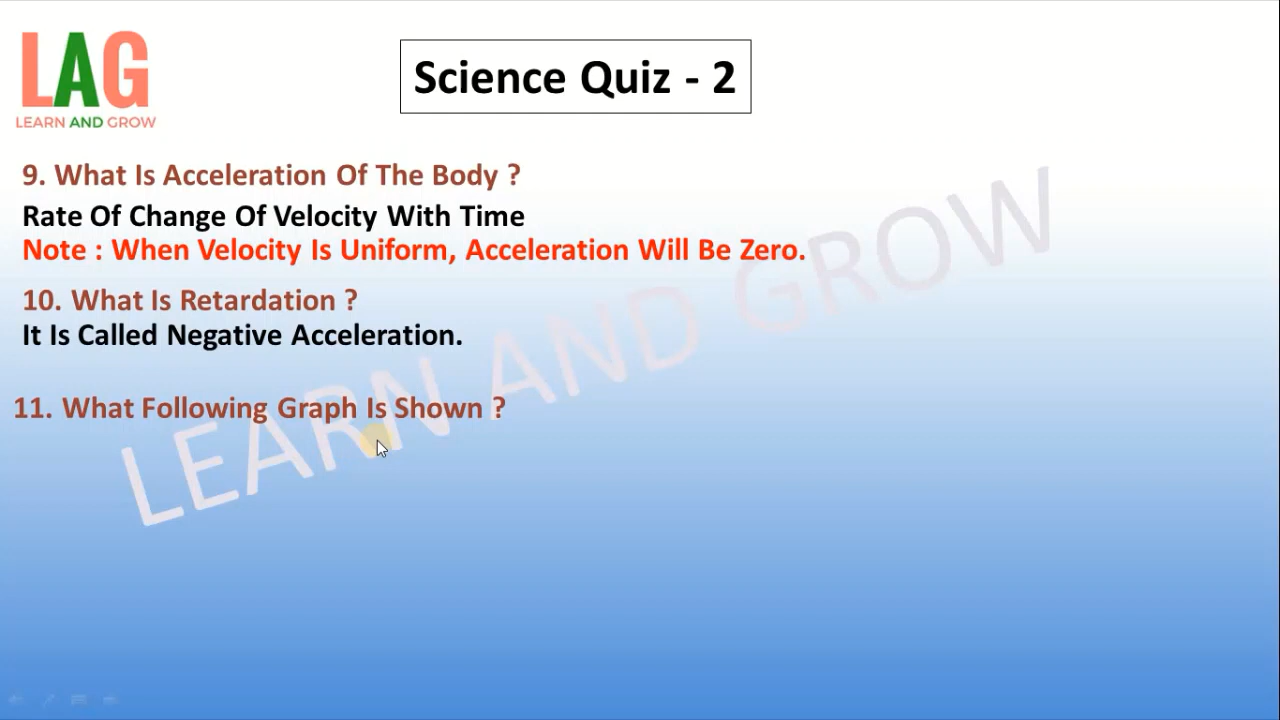 LAG
LEARN AND GROW
Science Quiz - 2
9. What Is Acceleration Of The Body ?
Rate Of Change Of Velocity With Time
Note : When Velocity Is Uniform, Acceleration Will Be Zero.
10. What Is Retardation ?
It Is Called Negative Acceleration.
11. What Following Graph Is Shown ?
LEARN AND GROW